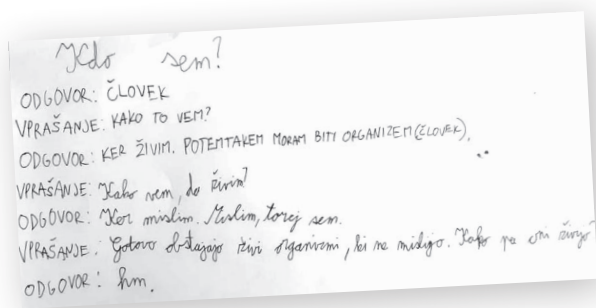 Kdo sem?
ODGOVOR: ČLOVEK
VPRAŠANJE: KAKO TO VEM?
ODGOVOR: KER ŽIVIM. POTEMTAKEM MORAM BITI ORGANIZEM (ČLOVEK).
VPRAŠANJE: Kako vem, da živim?
ODGOVOR: Ker mislim. Mislim, torej sem.
VPRAŠANJE: Gotovo obstajajo živi organizmi, ki ne mislijo. Kako pa oni živijo?
ODGOVOR: hm.